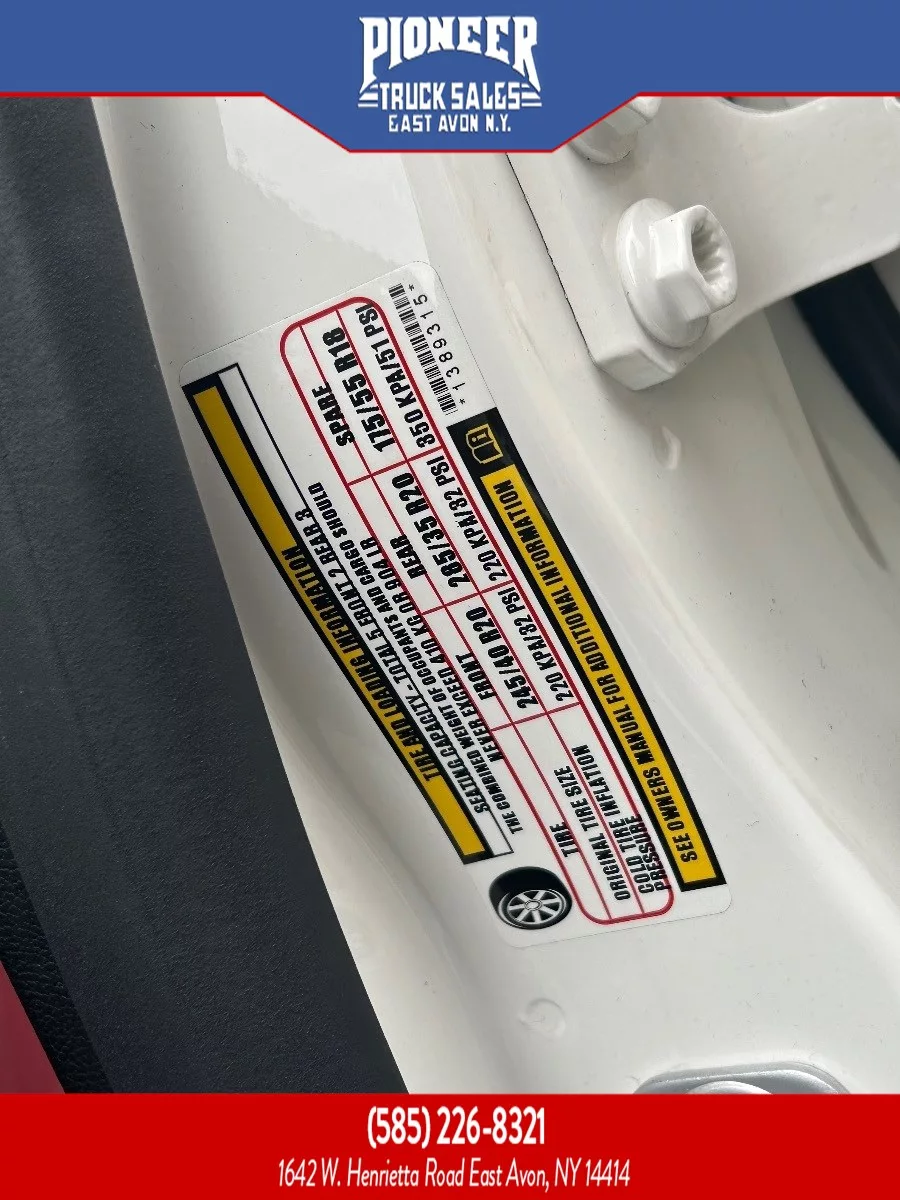 PIONEER
TRUCK SALES
EAST AVON N.Y.
TIRE AND LOADING INFORMATION
SEATING CAPACITY - TOTAL 5 FRONT 2 REAR 3
THE COMBINED WEIGHT OF OCCUPANTS AND CARGO SHOULD
NEVER EXCEED 410 KG OR 904 LB
TIRE FRONT REAR SPARE
ORIGINAL TIRE SIZE 245/40 R20 285/35 R20 175/55 R18
COLD TIRE INFLATION PRESSURE 220 KPA/32 PSI 220 KPA/32 PSI 350 KPA/51 PSI
SEE OWNERS MANUAL FOR ADDITIONAL INFORMATION
*1389315*
(585) 226-8321
1642 W. Henrietta Road East Avon, NY 14414